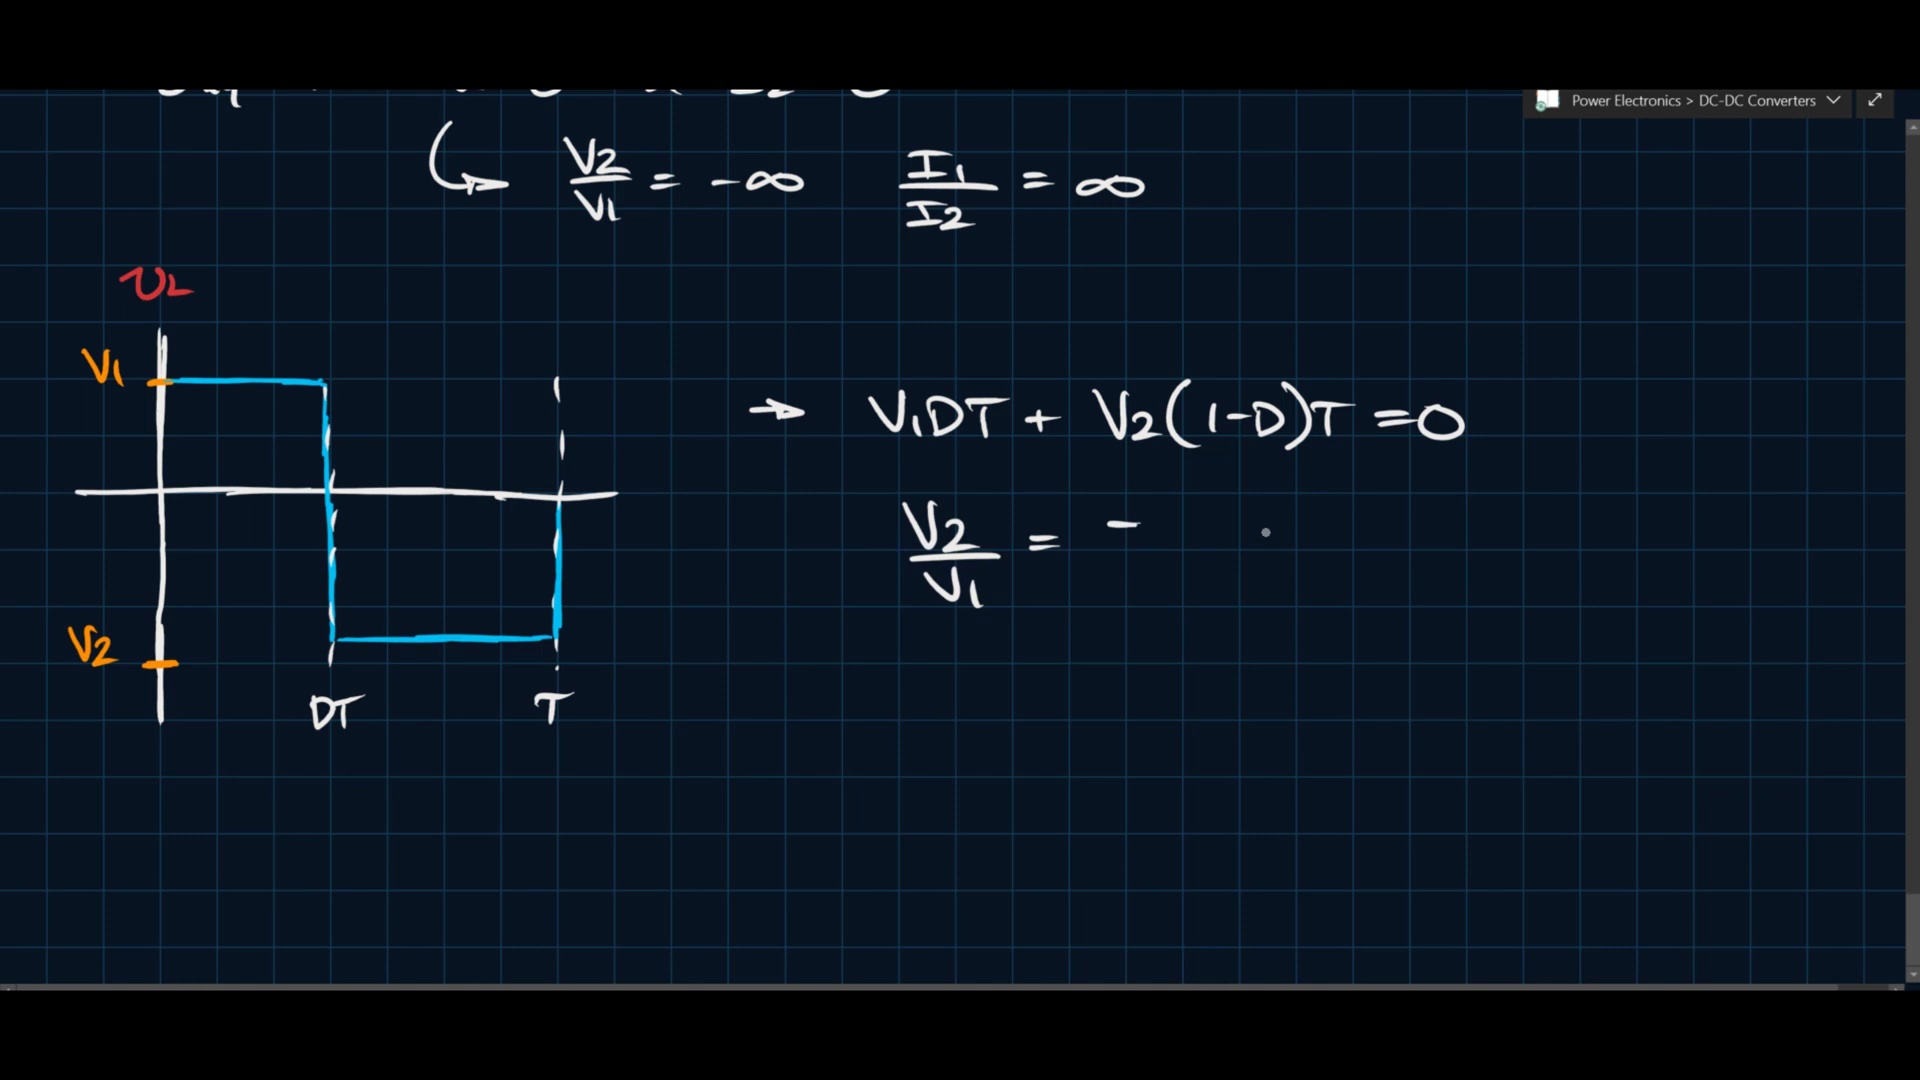 Power Electronics > DC-DC Converters
V2/V1 = -∞ I1/I2 = ∞
VL
V1
→ V1DT + V2(1-D)T = 0
V2/V1 = -
V2
DT T